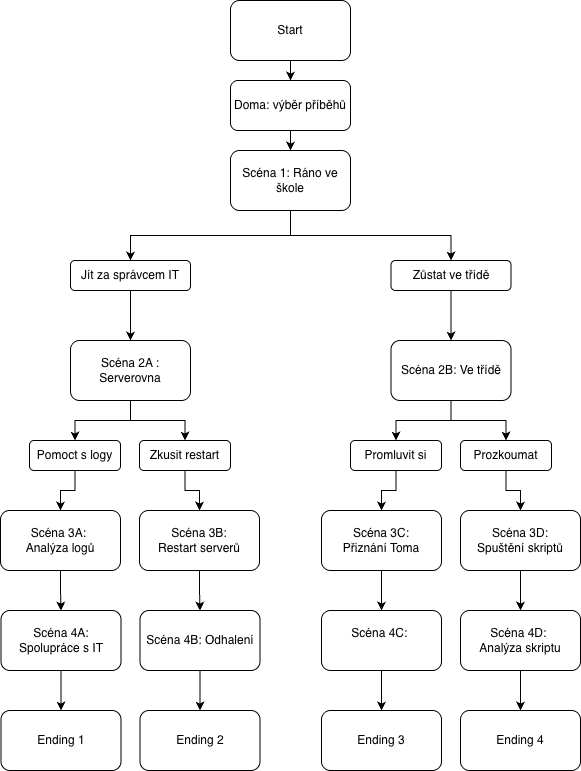 Start
Doma: výběr příběhů
Scéna 1: Ráno ve
škole
Jít za správcem IT
Zůstat ve třídě
Scéna 2A :
Serverovna
Scéna 2B: Ve třídě
Pomoct s logy
Zkusit restart
Promluvit si
Prozkoumat
Scéna 3A:
Analýza logů
Scéna 3B:
Restart serverů
Scéna 3C:
Přiznání Toma
Scéna 3D:
Spuštění skriptů
Scéna 4A:
Spolupráce s IT
Scéna 4B: Odhalení
Scéna 4C:
Scéna 4D:
Analýza skriptu
Ending 1
Ending 2
Ending 3
Ending 4